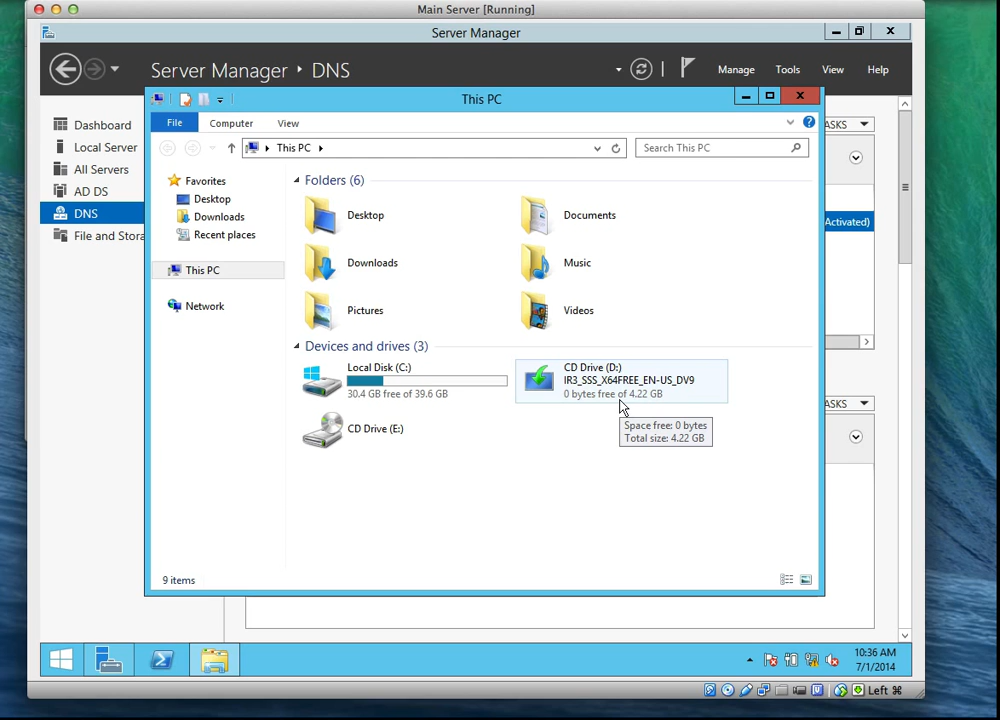 Main Server [Running]
Server Manager
Server Manager ‣ DNS
Manage Tools View Help
This PC
File Computer View
This PC
Search This PC
Dashboard
Local Server
All Servers
AD DS
DNS
File and Stora
ASKS
Activated)
ASKS
Favorites
Desktop
Downloads
Recent places
This PC
Network
Folders (6)
Desktop
Documents
Downloads
Music
Pictures
Videos
Devices and drives (3)
Local Disk (C:)
30.4 GB free of 39.6 GB
CD Drive (D:)
IR3_SSS_X64FREE_EN-US_DV9
0 bytes free of 4.22 GB
CD Drive (E:)
Space free: 0 bytes
Total size: 4.22 GB
9 items
10:36 AM
7/1/2014
Left ⌘